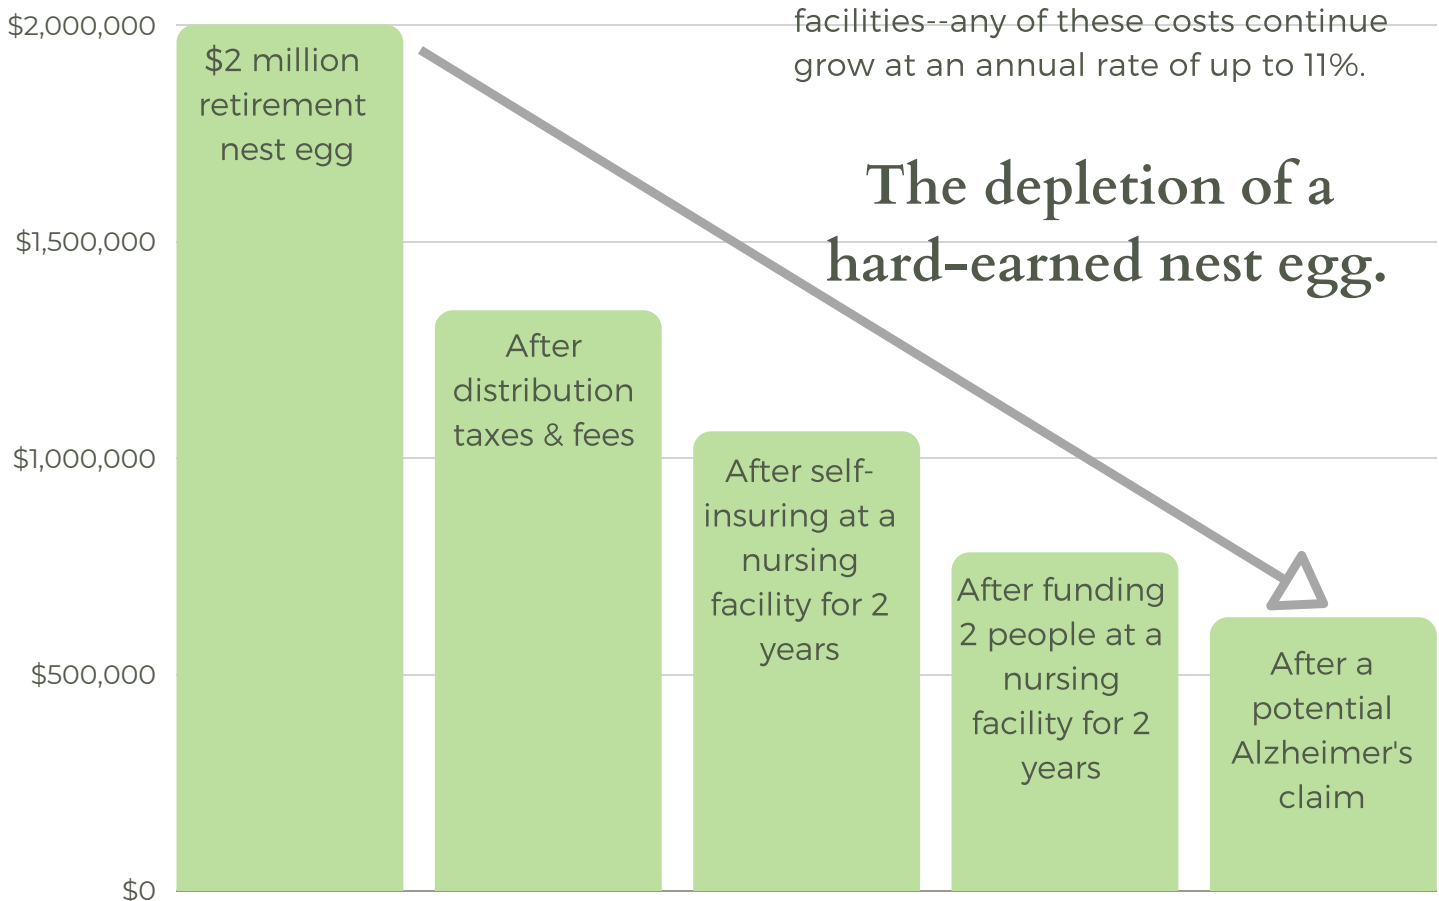 facilities--any of these costs continue
grow at an annual rate of up to 11%.
The depletion of a
hard-earned nest egg.
$2,000,000
$1,500,000
$1,000,000
$500,000
$0
$2 million
retirement
nest egg
After
distribution
taxes & fees
After self-
insuring at a
nursing
facility for 2
years
After funding
2 people at a
nursing
facility for 2
years
After a
potential
Alzheimer's
claim